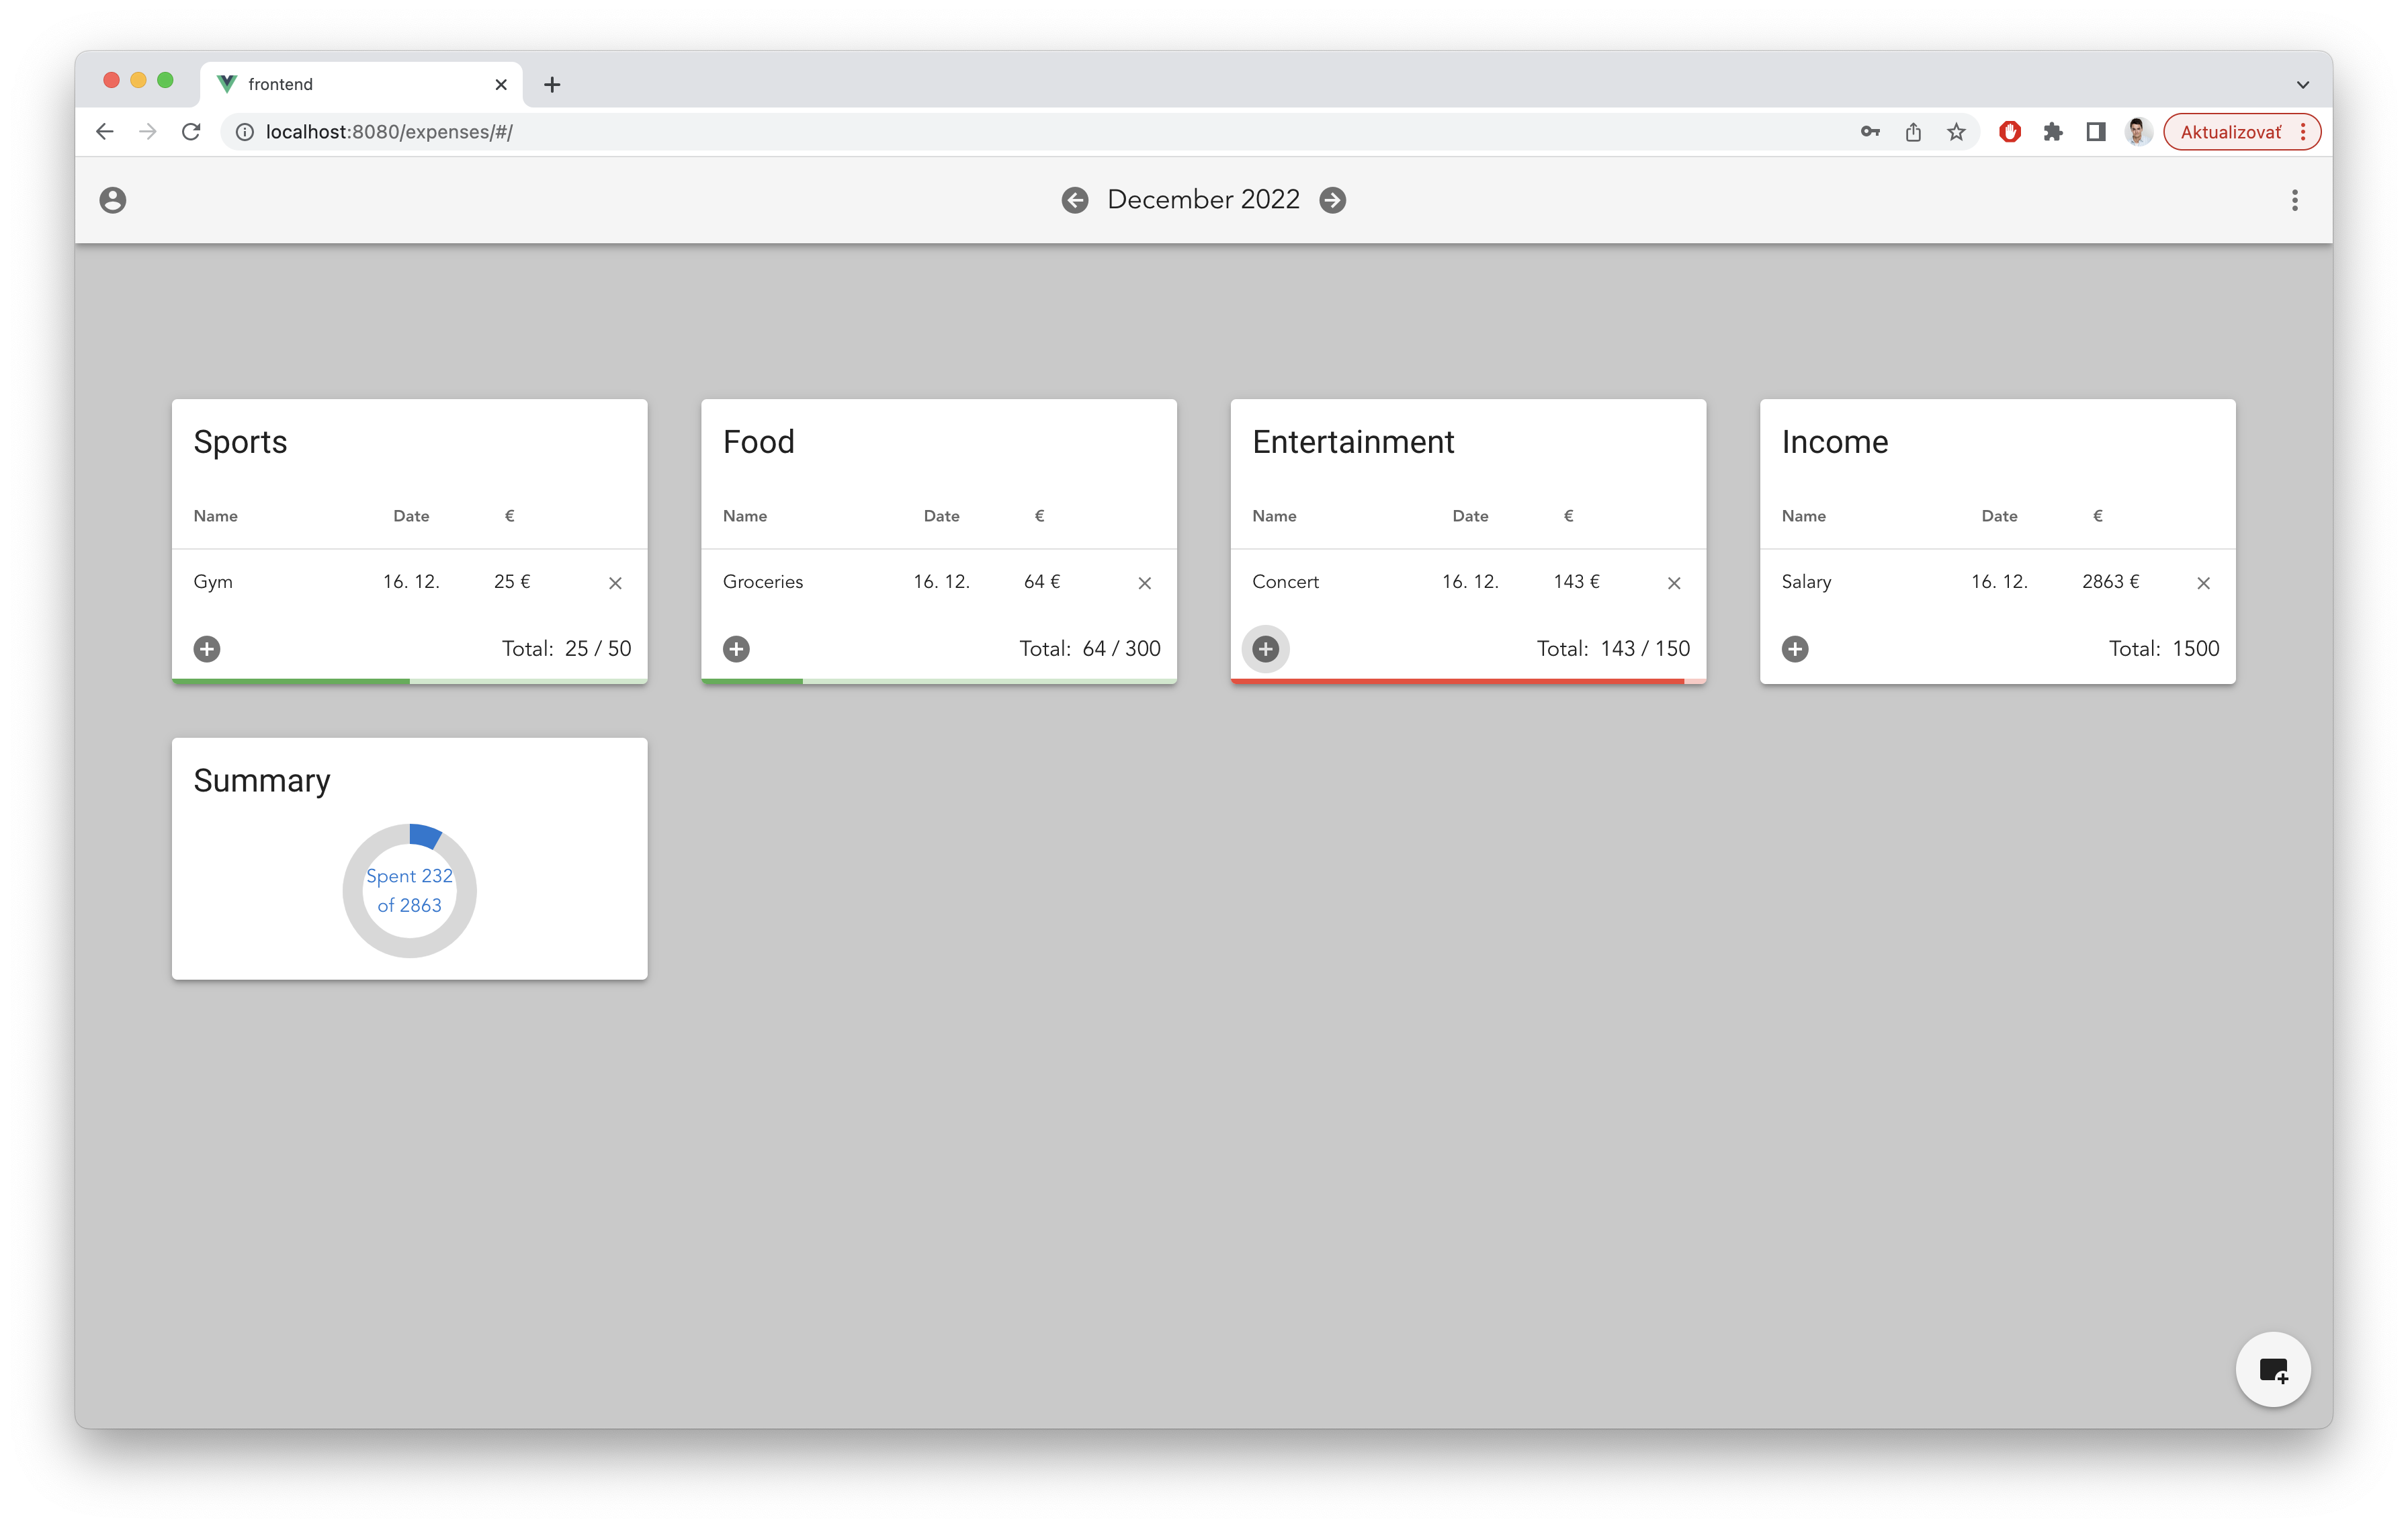 frontend
localhost:8080/expenses/#/
Aktualizovať
December 2022
Sports
Name Date €
Gym 16. 12. 25 €
Total: 25 / 50
Food
Name Date €
Groceries 16. 12. 64 €
Total: 64 / 300
Entertainment
Name Date €
Concert 16. 12. 143 €
Total: 143 / 150
Income
Name Date €
Salary 16. 12. 2863 €
Total: 1500
Summary
Spent 232
of 2863